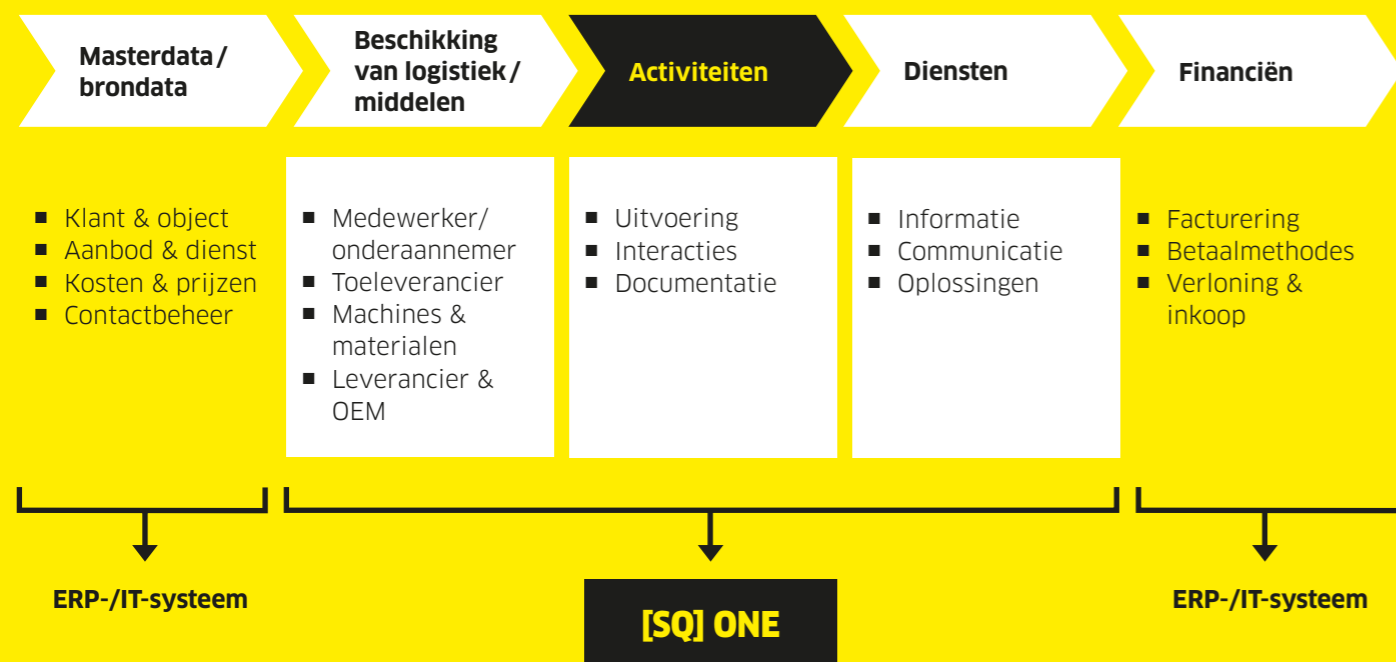 Masterdata /
brondata
Beschikking
van logistiek /
middelen
Activiteiten
Diensten
Financiën
▪ Klant & object
▪ Aanbod & dienst
▪ Kosten & prijzen
▪ Contactbeheer
▪ Medewerker/
onderaannemer
▪ Toeleverancier
▪ Machines &
materialen
▪ Leverancier &
OEM
▪ Uitvoering
▪ Interacties
▪ Documentatie
▪ Informatie
▪ Communicatie
▪ Oplossingen
▪ Facturering
▪ Betaalmethodes
▪ Verloning &
inkoop
ERP-/IT-systeem
[SQ] ONE
ERP-/IT-systeem